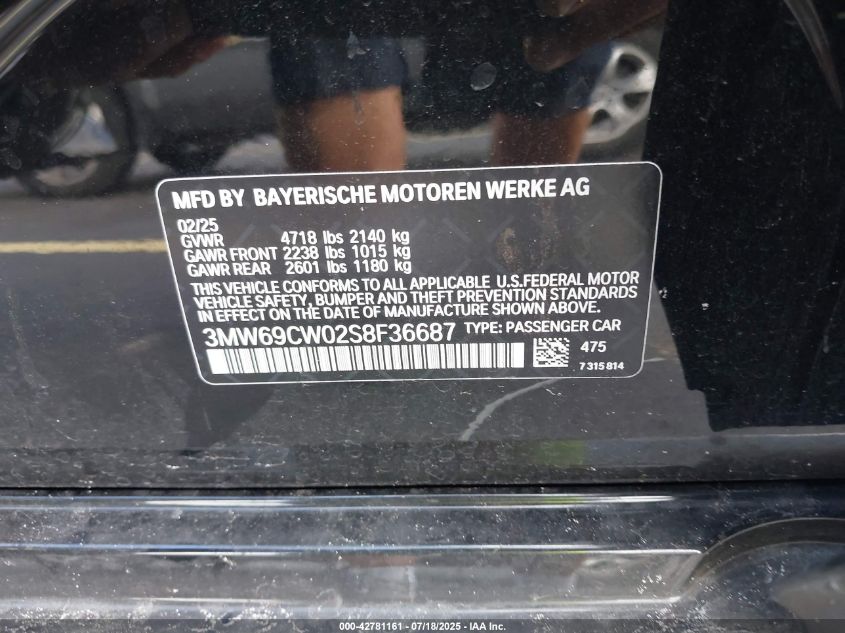 MFD BY BAYERISCHE MOTOREN WERKE AG
02/25
GVWR 4718 lbs 2140 kg
GAWR FRONT 2238 lbs 1015 kg
GAWR REAR 2601 lbs 1180 kg
THIS VEHICLE CONFORMS TO ALL APPLICABLE U.S.FEDERAL MOTOR
VEHICLE SAFETY, BUMPER AND THEFT PREVENTION STANDARDS
IN EFFECT ON THE DATE OF MANUFACTURE SHOWN ABOVE.
3MW69CW02S8F36687 TYPE: PASSENGER CAR
475
7 315 814
000-42781161 - 07/18/2025 - IAA Inc.